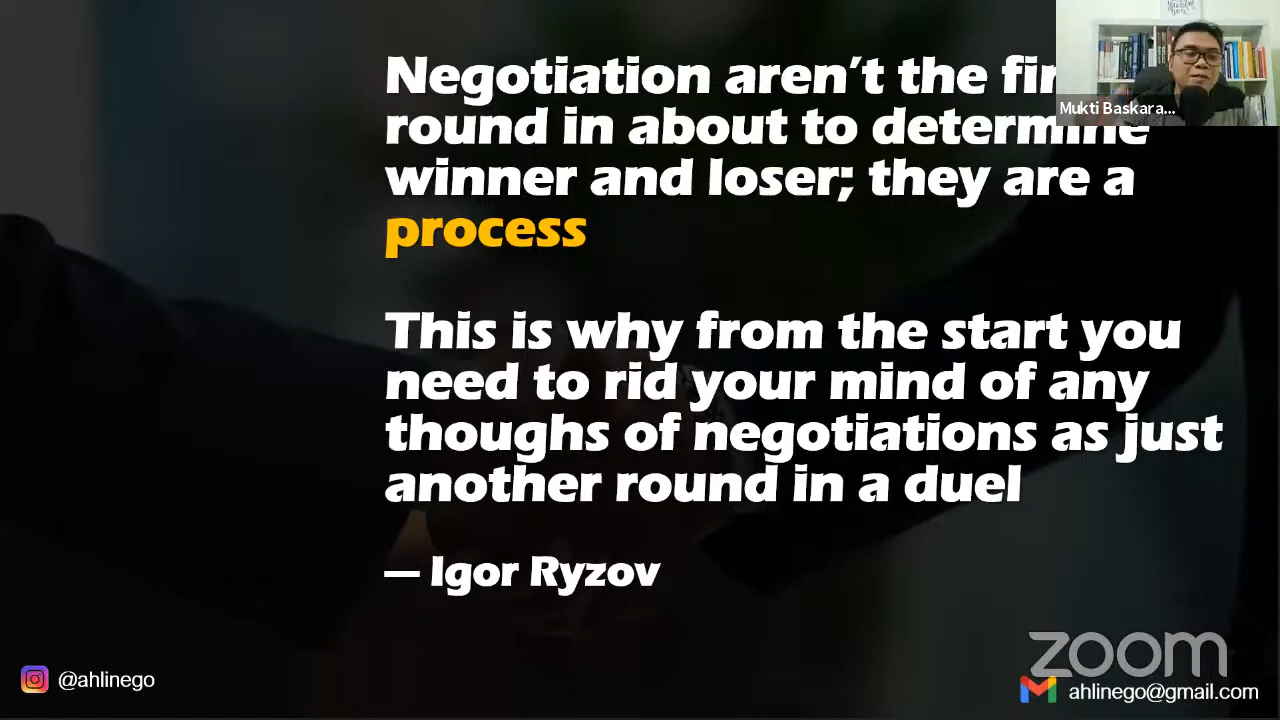 Negotiation aren't the
round in about to determine
winner and loser; they are a
process
This is why from the start you
need to rid your mind of any
thoughs of negotiations as just
another round in a duel
— Igor Ryzov
Mukti Baskara...
@ahlinego
zoom
ahlinego@gmail.com